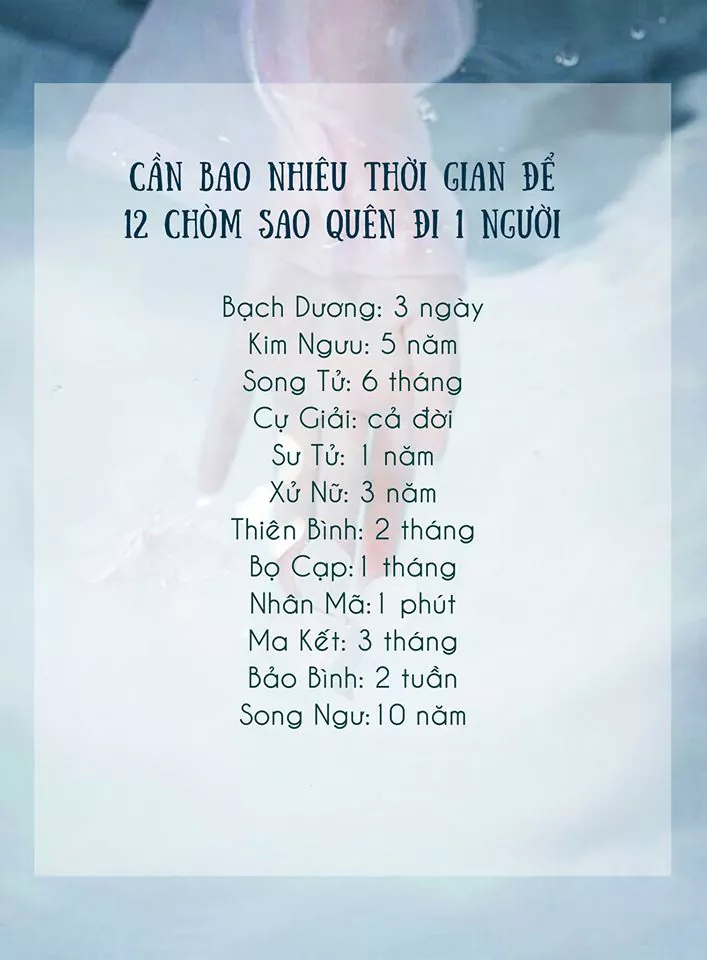 CẦN BAO NHIÊU THỜI GIAN ĐỂ
12 CHÒM SAO QUÊN ĐI 1 NGƯỜI
Bạch Dương: 3 ngày
Kim Ngưu: 5 năm
Song Tử: 6 tháng
Cự Giải: cả đời
Sư Tử: 1 năm
Xử Nữ: 3 năm
Thiên Bình: 2 tháng
Bọ Cạp:1 tháng
Nhân Mã:1 phút
Ma Kết: 3 tháng
Bảo Bình: 2 tuần
Song Ngư:10 năm